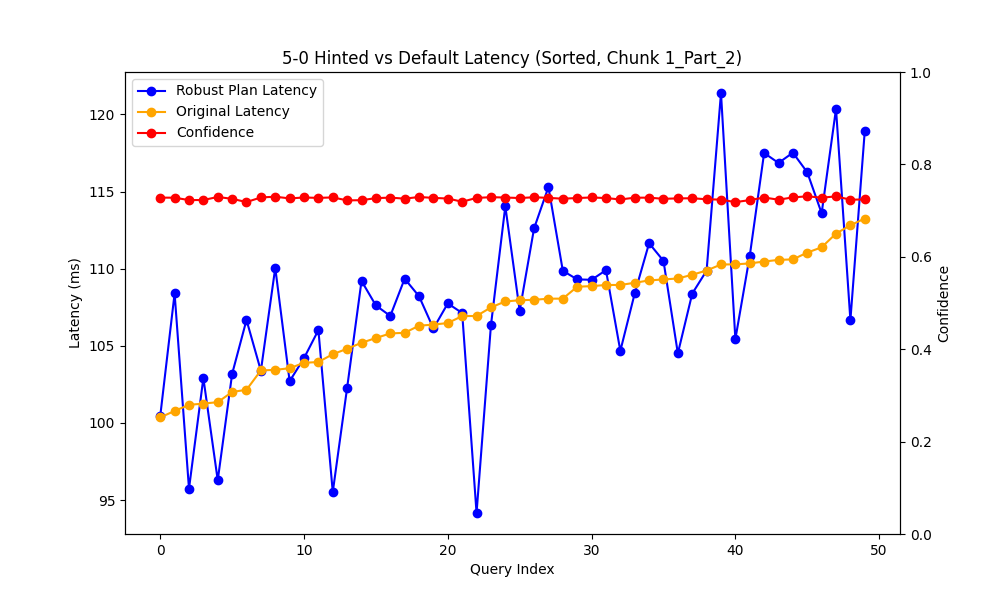 5-0 Hinted vs Default Latency (Sorted, Chunk 1_Part_2)
Robust Plan Latency
Original Latency
Confidence
Latency (ms)
120
115
110
105
100
95
1.0
0.8
0.6
0.4
0.2
0.0
Confidence
0 10 20 30 40 50
Query Index